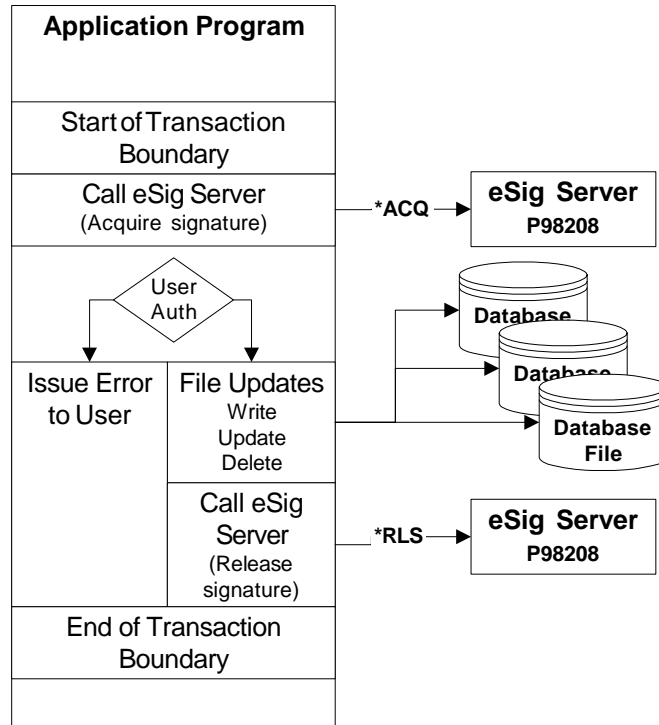 Application Program
Start of Transaction
Boundary
Call eSig Server
(Acquire signature)
*ACQ
eSig Server
P98208
User
Auth
Database
Database
Database
File
Issue Error
to User
File Updates
Write
Update
Delete
Call eSig
Server
(Release
signature)
*RLS
eSig Server
P98208
End of Transaction
Boundary